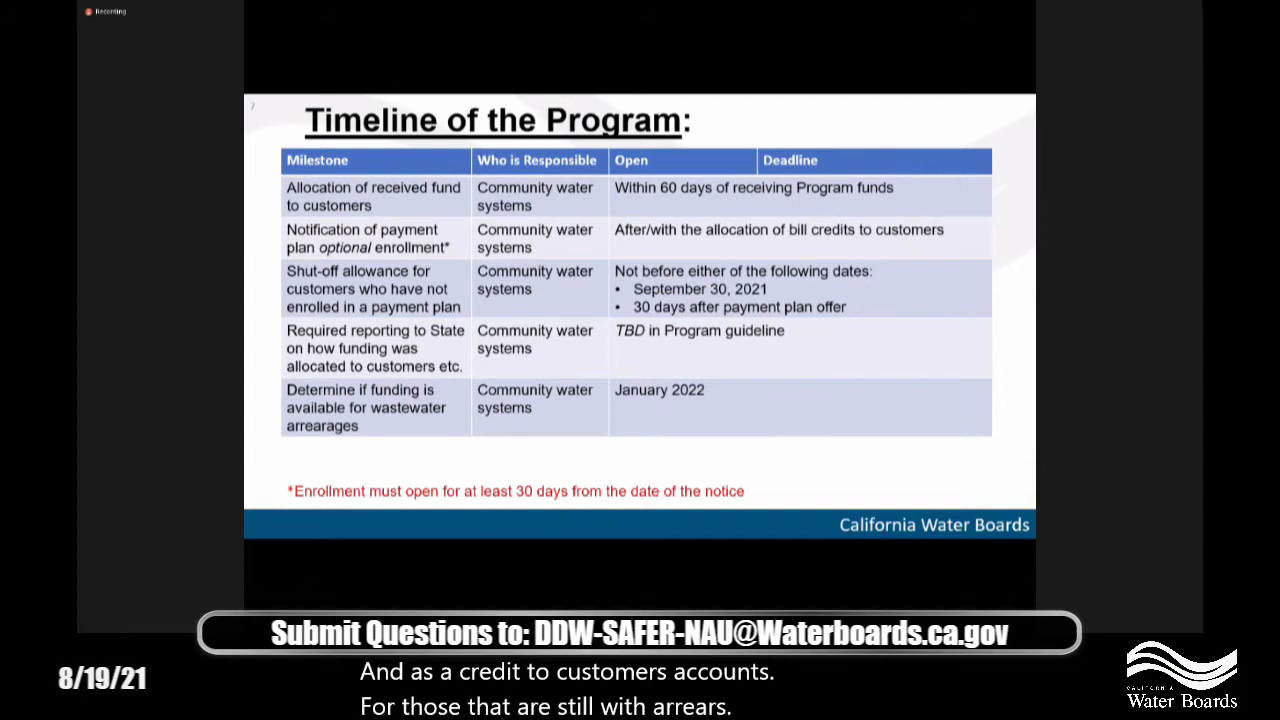 Recording
7
Timeline of the Program:
Milestone Who is Responsible Open Deadline
Allocation of received fund
to customers
Community water
systems
Within 60 days of receiving Program funds
Notification of payment
plan optional enrollment*
Community water
systems
After/with the allocation of bill credits to customers
Shut-off allowance for
customers who have not
enrolled in a payment plan
Community water
systems
Not before either of the following dates:
• September 30, 2021
• 30 days after payment plan offer
Required reporting to State
on how funding was
allocated to customers etc.
Community water
systems
TBD in Program guideline
Determine if funding is
available for wastewater
arrearages
Community water
systems
January 2022
*Enrollment must open for at least 30 days from the date of the notice
California Water Boards
Submit Questions to: DDW-SAFER-NAU@Waterboards.ca.gov
8/19/21
And as a credit to customers accounts.
For those that are still with arrears.
CALIFORNIA
Water Boards